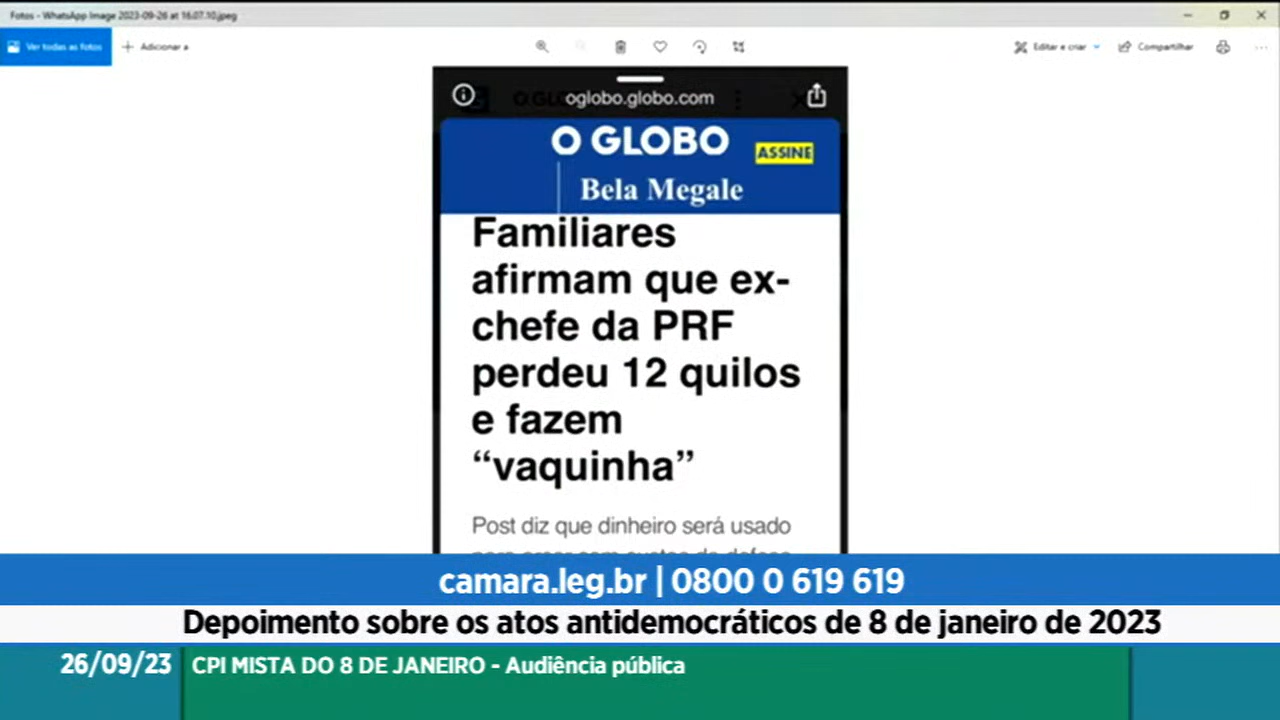 Fotos - WhatsApp Image 2023-09-26 at 16.07.10.jpeg
Ver todas as fotos
Adicionar a
Editar e criar
Compartilhar
oglobo.globo.com
O GLOBO
ASSINE
Bela Megale
Familiares
afirmam que ex-
chefe da PRF
perdeu 12 quilos
e fazem
“vaquinha”
Post diz que dinheiro será usado
camara.leg.br | 0800 0 619 619
Depoimento sobre os atos antidemocráticos de 8 de janeiro de 2023
26/09/23
CPI MISTA DO 8 DE JANEIRO - Audiência pública